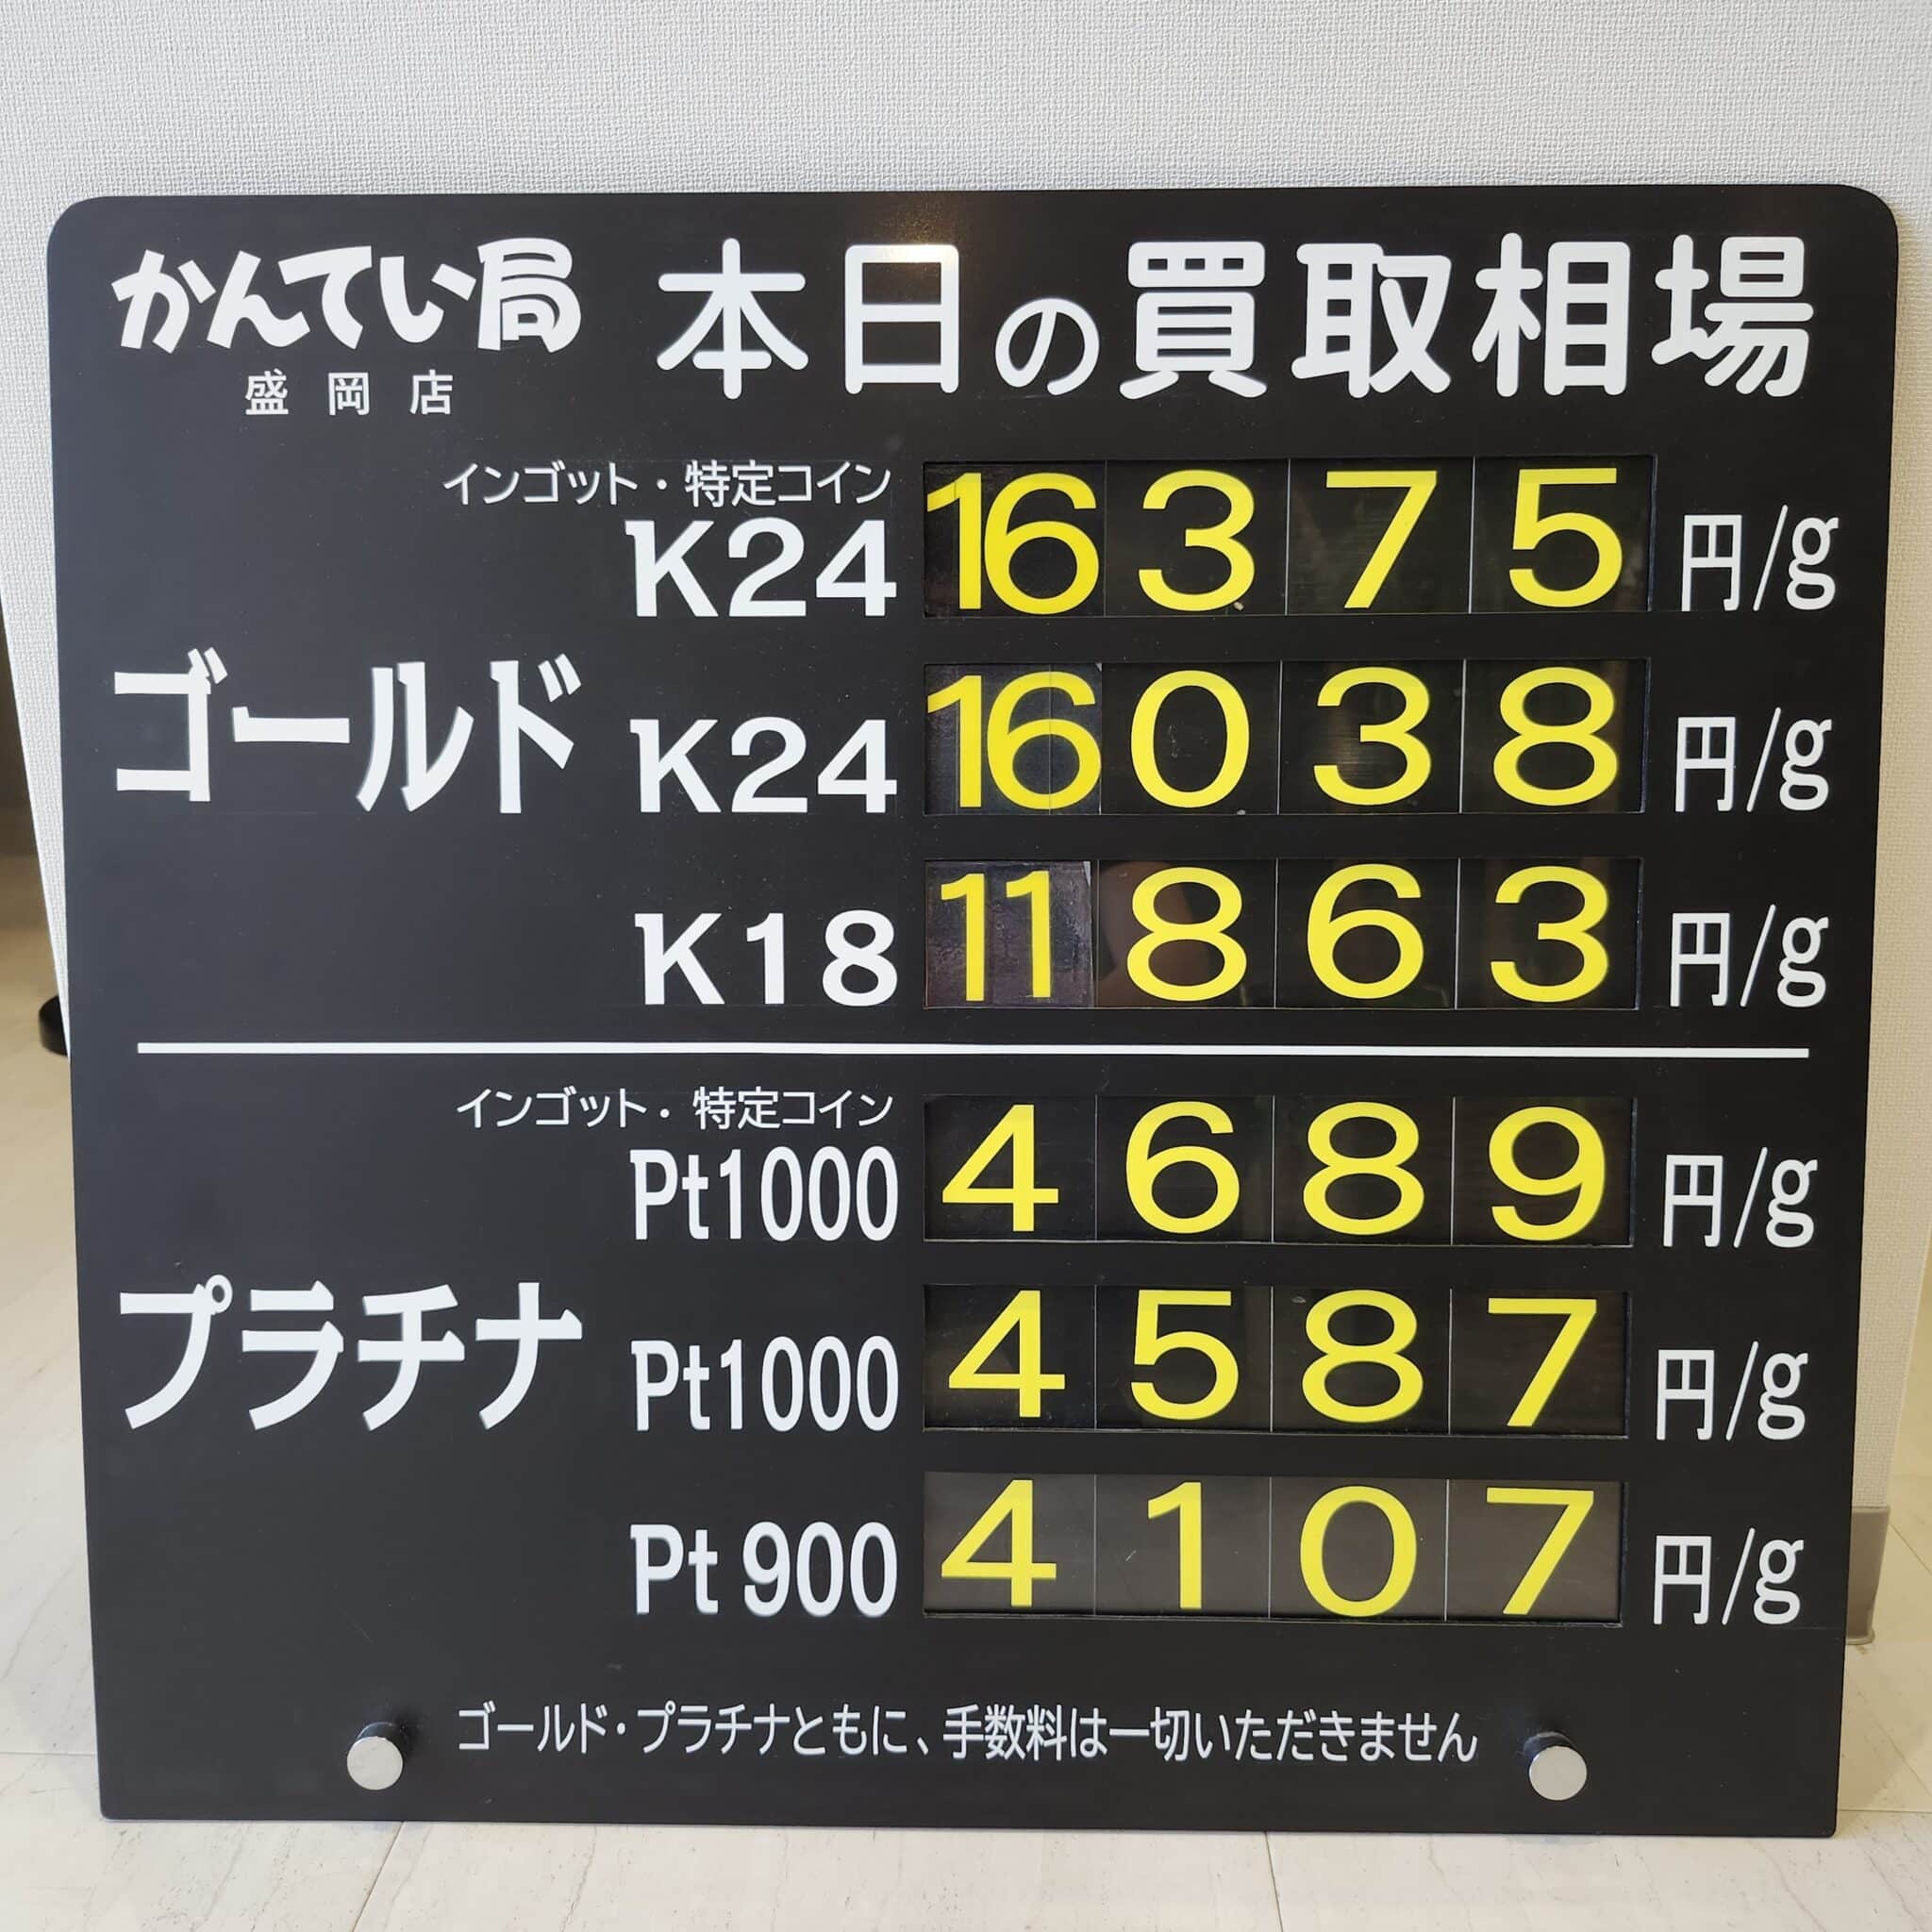 かんてい局 本日の買取相場
盛岡店
インゴット・特定コイン
K24 16375 円/g
ゴールド K24 16038 円/g
K18 11863 円/g
インゴット・特定コイン
Pt1000 4689 円/g
プラチナ Pt1000 4587 円/g
Pt900 4107 円/g
ゴールド・プラチナともに、手数料は一切いただきません